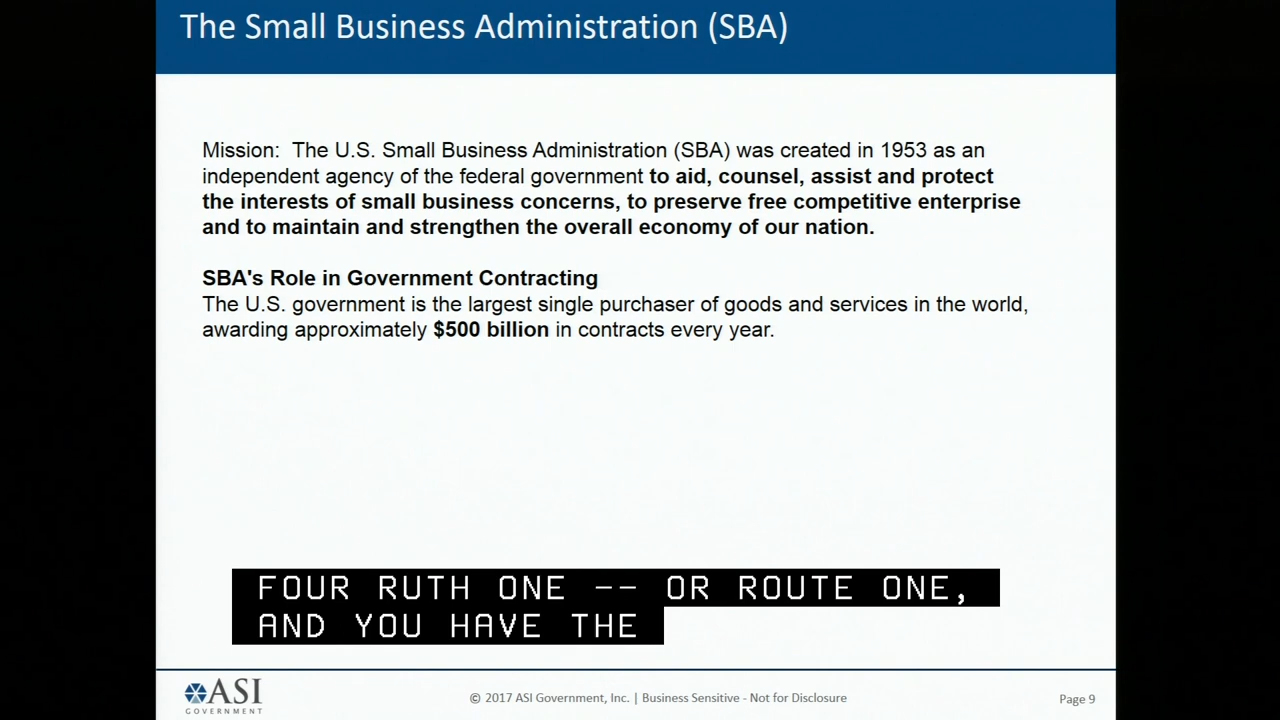 The Small Business Administration (SBA)
Mission: The U.S. Small Business Administration (SBA) was created in 1953 as an
independent agency of the federal government to aid, counsel, assist and protect
the interests of small business concerns, to preserve free competitive enterprise
and to maintain and strengthen the overall economy of our nation.
SBA's Role in Government Contracting
The U.S. government is the largest single purchaser of goods and services in the world,
awarding approximately $500 billion in contracts every year.
FOUR RUTH ONE -- OR ROUTE ONE,
AND YOU HAVE THE
ASI
GOVERNMENT
© 2017 ASI Government, Inc. | Business Sensitive - Not for Disclosure
Page 9